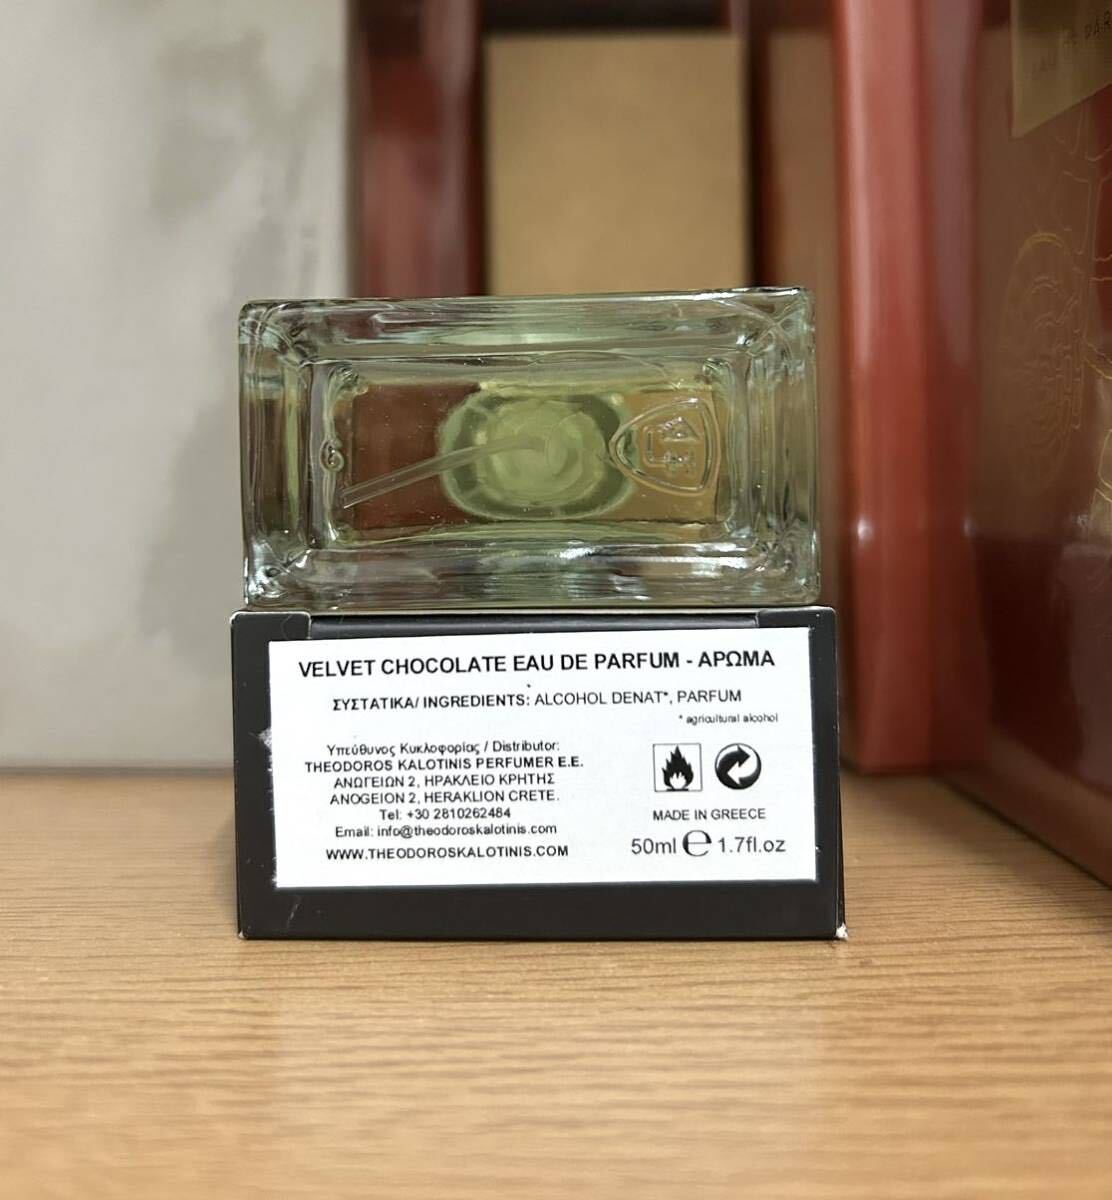 VELVET CHOCOLATE EAU DE PARFUM - ΑΡΩΜΑ
ΣΥΣΤΑΤΙΚΑ/ INGREDIENTS: ALCOHOL DENAT*, PARFUM
* agricultural alcohol
Υπεύθυνος Κυκλοφορίας / Distributor:
THEODOROS KALOTINIS PERFUMER E.E.
ΑΝΩΓΕΙΩΝ 2, ΗΡΑΚΛΕΙΟ ΚΡΗΤΗΣ
ANOGEION 2, HERAKLION CRETE.
Tel: +30 2810262484
Email: info@theodoroskalotinis.com
WWW.THEODOROSKALOTINIS.COM
MADE IN GREECE
50ml ℮ 1.7fl.oz